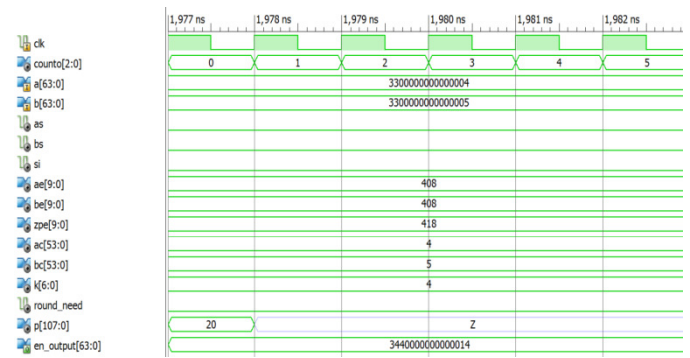 1,977 ns 1,978 ns 1,979 ns 1,980 ns 1,981 ns 1,982 ns
clk
counto[2:0] 0 1 2 3 4 5
a[63:0] 3300000000000004
b[63:0] 3300000000000005
as
bs
si
ae[9:0] 408
be[9:0] 408
zpe[9:0] 418
ac[53:0] 4
bc[53:0] 5
k[6:0] 4
round_need
p[107:0] 20 Z
en_output[63:0] 3440000000000014